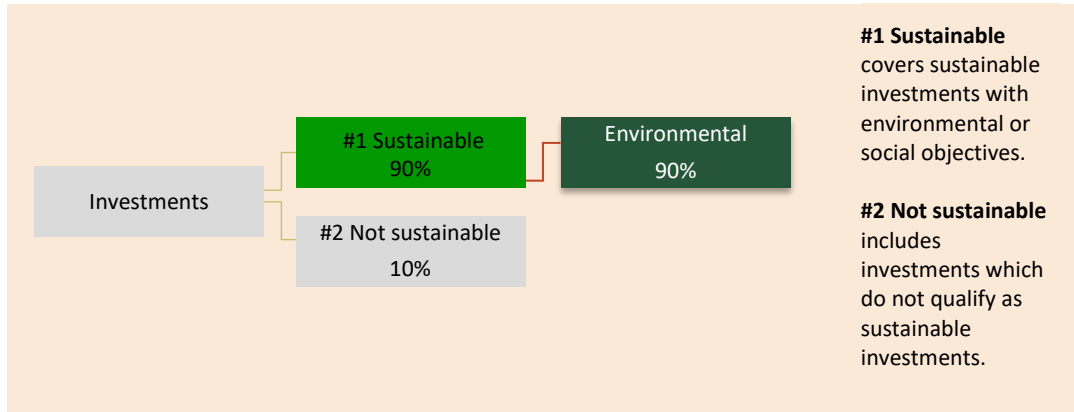 Investments
#1 Sustainable
90%
Environmental
90%
#2 Not sustainable
10%
#1 Sustainable
covers sustainable
investments with
environmental or
social objectives.
#2 Not sustainable
includes
investments which
do not qualify as
sustainable
investments.